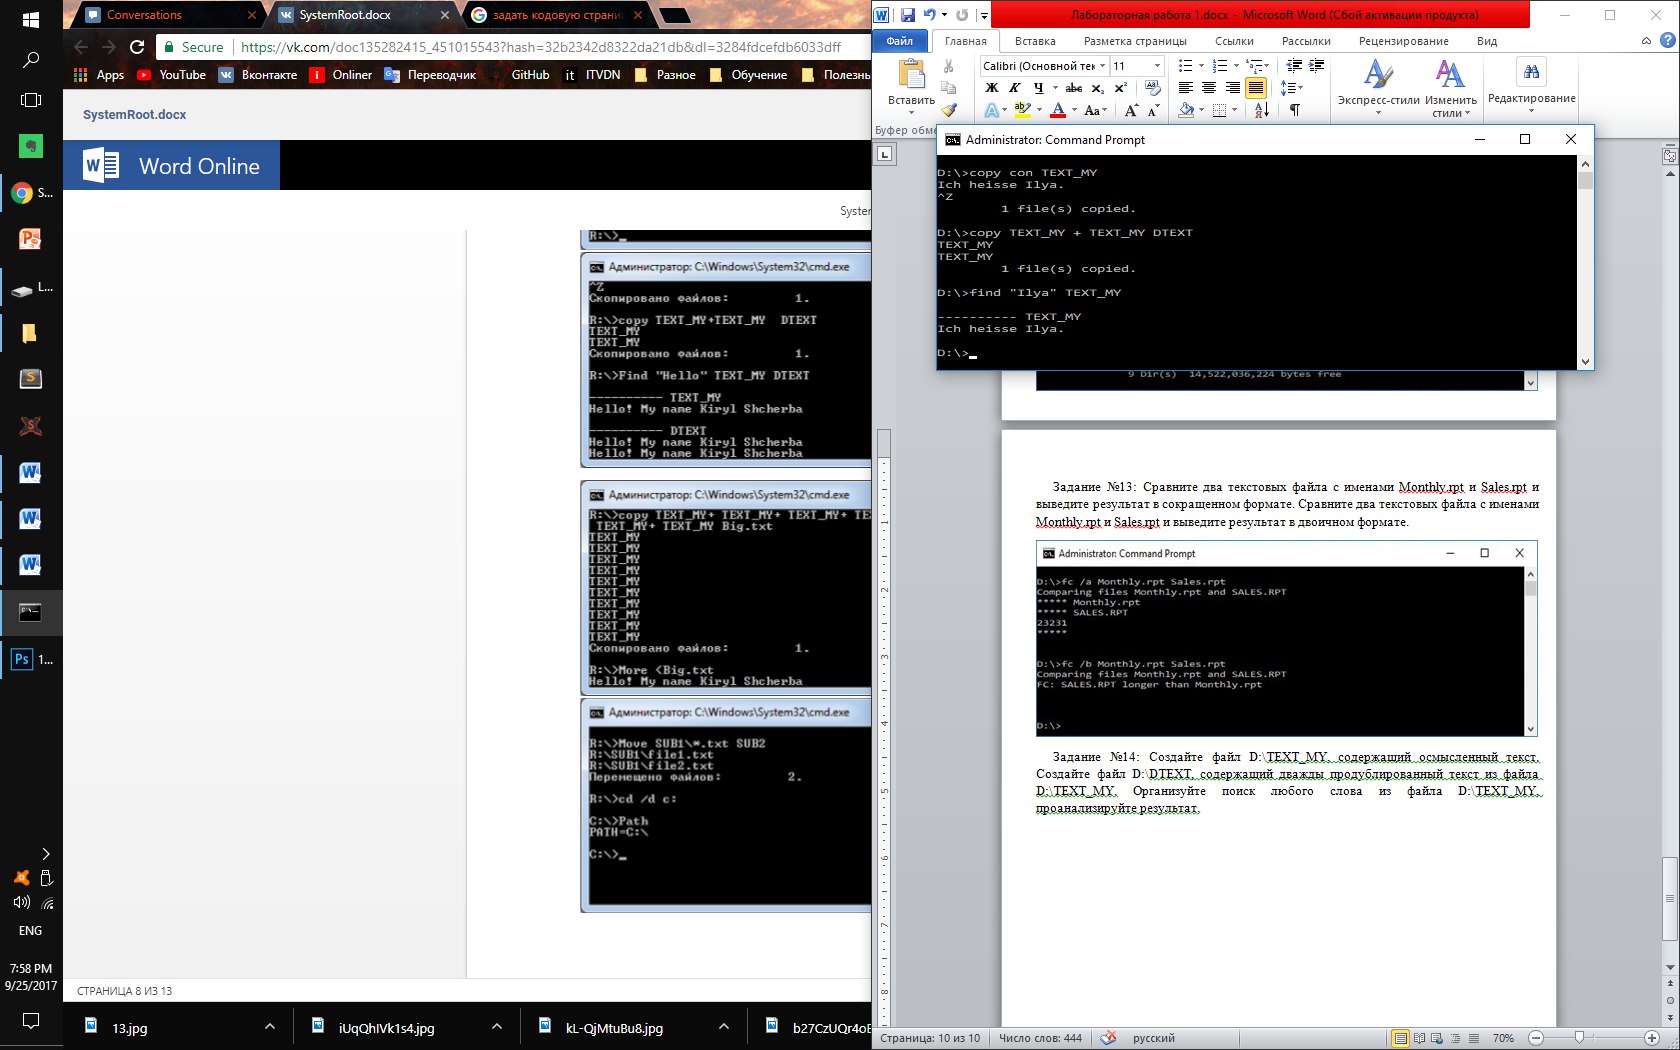 Conversations
SystemRoot.docx
задать кодовую страни
Secure
https://vk.com/doc135282415_451015543?hash=32b2342d8322da21db&dl=3284fdcefdb6033dff
Apps
YouTube
Вконтакте
Onliner
Переводчик
GitHub
ITVDN
Разное
Обучение
Полезнь
SystemRoot.docx
Word Online
System
R:\>_
Администратор: C:\Windows\System32\cmd.exe
^Z
Скопировано файлов: 1.
R:\>copy TEXT_MY+TEXT_MY DTEXT
TEXT_MY
TEXT_MY
Скопировано файлов: 1.
R:\>Find "Hello" TEXT_MY DTEXT
---------- TEXT_MY
Hello! My name Kiryl Shcherba
---------- DTEXT
Hello! My name Kiryl Shcherba
Hello! My name Kiryl Shcherba
Администратор: C:\Windows\System32\cmd.exe
R:\>copy TEXT_MY+ TEXT_MY+ TEXT_MY+ TE
TEXT_MY+ TEXT_MY Big.txt
TEXT_MY
TEXT_MY
TEXT_MY
TEXT_MY
TEXT_MY
TEXT_MY
TEXT_MY
TEXT_MY
TEXT_MY
TEXT_MY
Скопировано файлов: 1.
R:\>More <Big.txt
Hello! My name Kiryl Shcherba
Администратор: C:\Windows\System32\cmd.exe
R:\>Move SUB1\*.txt SUB2
R:\SUB1\file1.txt
R:\SUB1\file2.txt
Перемещено файлов: 2.
R:\>cd /d c:
C:\>Path
PATH=C:\
C:\>_
СТРАНИЦА 8 ИЗ 13
13.jpg
iUqQhIVk1s4.jpg
kL-QjMtuBu8.jpg
b27CzUQr4oE
S...
L...
1...
ENG
7:58 PM
9/25/2017
Лабораторная работа 1.docx - Microsoft Word (Сбой активации продукта)
Файл
Главная
Вставка
Разметка страницы
Ссылки
Рассылки
Рецензирование
Вид
Вставить
Буфер обме
Calibri (Основной тек
11
Ж К Ч abc x₂ x²
Aa
Экспресс-стили
Изменить стили
Редактирование
Administrator: Command Prompt
D:\>copy con TEXT_MY
Ich heisse Ilya.
^Z
1 file(s) copied.
D:\>copy TEXT_MY + TEXT_MY DTEXT
TEXT_MY
TEXT_MY
1 file(s) copied.
D:\>find "Ilya" TEXT_MY
---------- TEXT_MY
Ich heisse Ilya.
D:\>_
9 Dir(s) 14,522,036,224 bytes free
Задание №13: Сравните два текстовых файла с именами Monthly.rpt и Sales.rpt и
выведите результат в сокращенном формате. Сравните два текстовых файла с именами
Monthly.rpt и Sales.rpt и выведите результат в двоичном формате.
Administrator: Command Prompt
D:\>fc /a Monthly.rpt Sales.rpt
Comparing files Monthly.rpt and SALES.RPT
***** Monthly.rpt
***** SALES.RPT
23231
*****
D:\>fc /b Monthly.rpt Sales.rpt
Comparing files Monthly.rpt and SALES.RPT
FC: SALES.RPT longer than Monthly.rpt
D:\>
Задание №14: Создайте файл D:\TEXT_MY, содержащий осмысленный текст.
Создайте файл D:\DTEXT, содержащий дважды продублированный текст из файла
D:\TEXT_MY. Организуйте поиск любого слова из файла D:\TEXT_MY,
проанализируйте результат.
Страница: 10 из 10
Число слов: 444
русский
70%